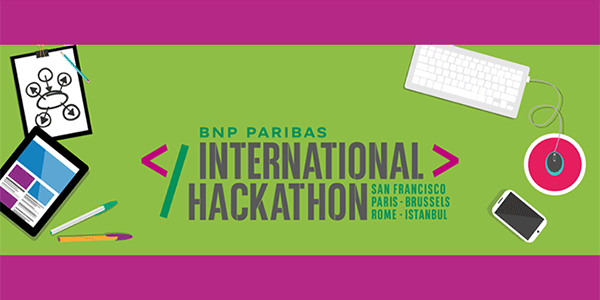 BNP PARIBAS
</ INTERNATIONAL >
HACKATHON
SAN FRANCISCO
PARIS - BRUSSELS
ROME - ISTANBUL